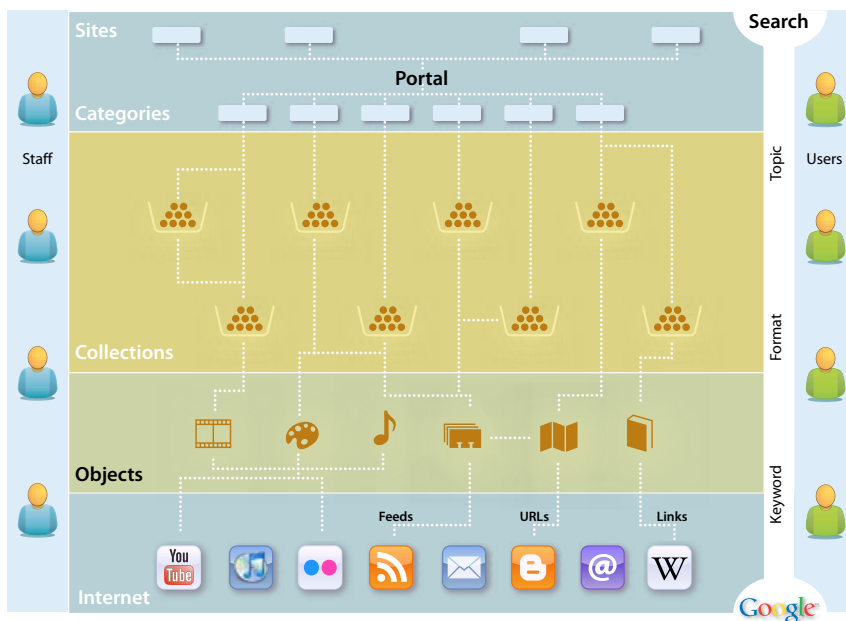 Sites
Search
Portal
Categories
Staff
Topic
Users
Format
Collections
Objects
Keyword
Feeds
URLs
Links
You
Tube
@
W
Internet
Google